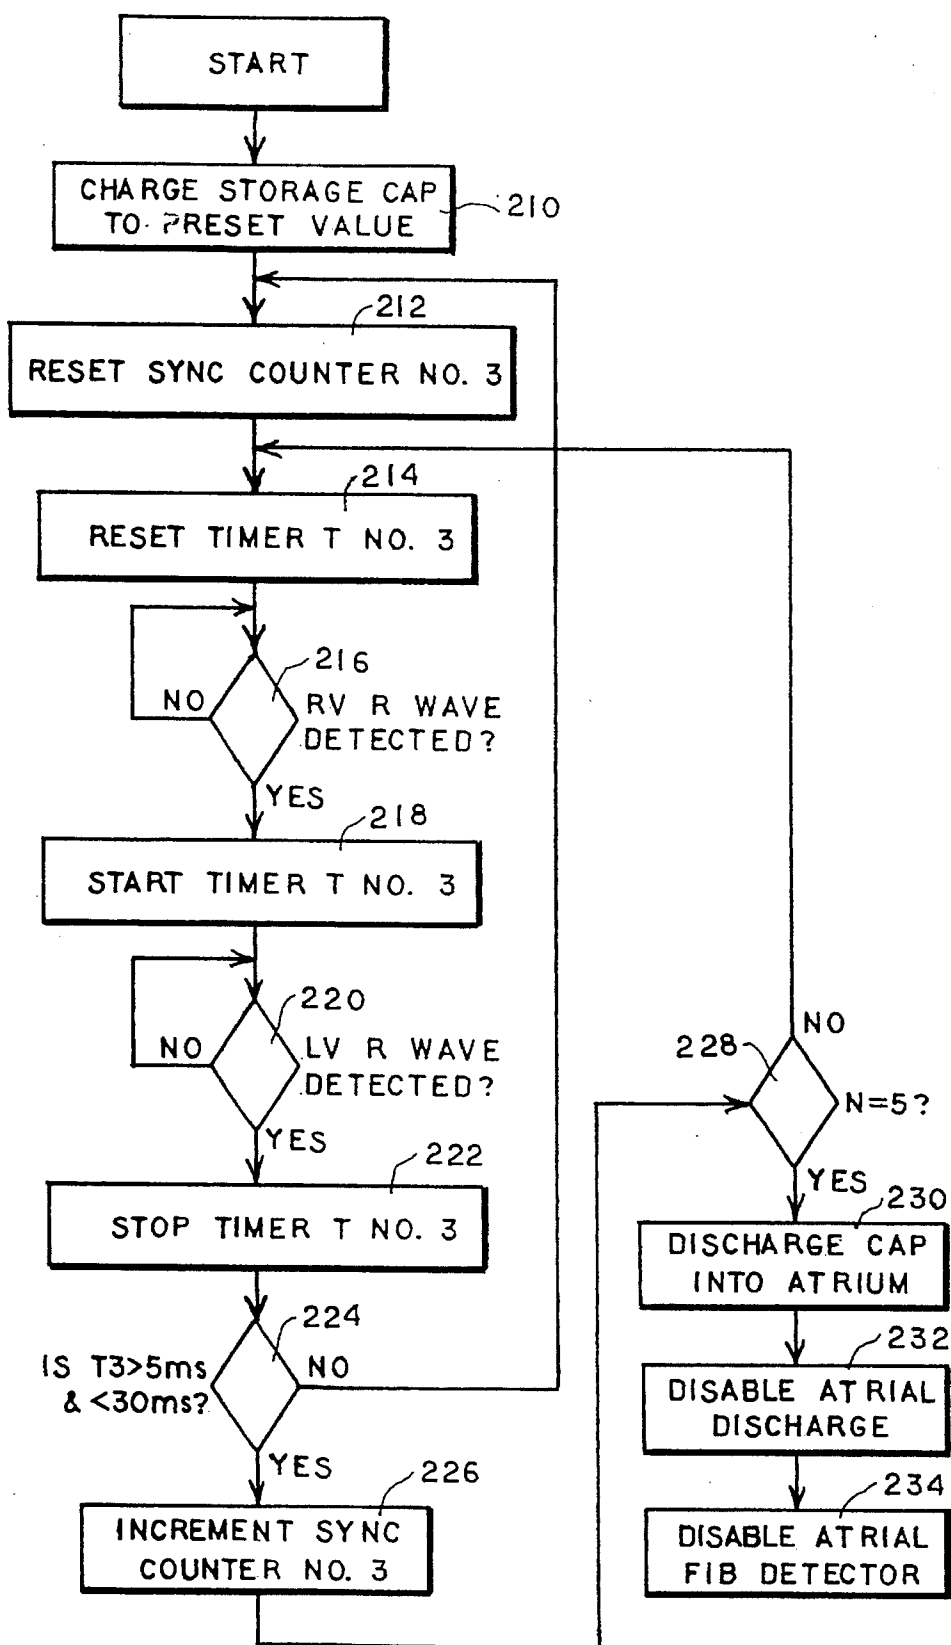 START
CHARGE STORAGE CAP
TO PRESET VALUE
210
212
RESET SYNC COUNTER NO. 3
214
RESET TIMER T NO. 3
216
NO
RV R WAVE
DETECTED?
YES
218
START TIMER T NO. 3
220
NO
LV R WAVE
DETECTED?
YES
222
STOP TIMER T NO. 3
224
IS T3>5ms
& <30ms?
NO
YES
226
INCREMENT SYNC
COUNTER NO. 3
NO
228
N=5?
YES
230
DISCHARGE CAP
INTO ATRIUM
232
DISABLE ATRIAL
DISCHARGE
234
DISABLE ATRIAL
FIB DETECTOR